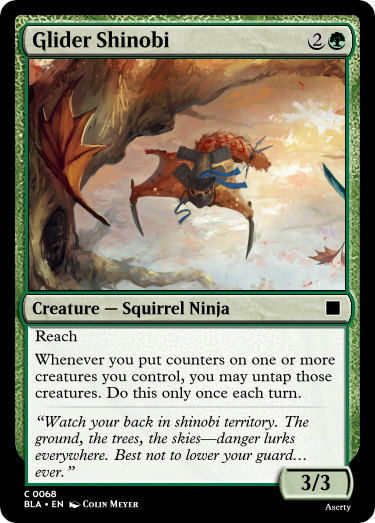 Glider Shinobi 2
Creature — Squirrel Ninja
Reach
Whenever you put counters on one or more
creatures you control, you may untap those
creatures. Do this only once each turn.
“Watch your back in shinobi territory. The
ground, the trees, the skies—danger lurks
everywhere. Best not to lower your guard…
ever.”
3/3
C 0068
BLA • EN Colin Meyer
Aserty